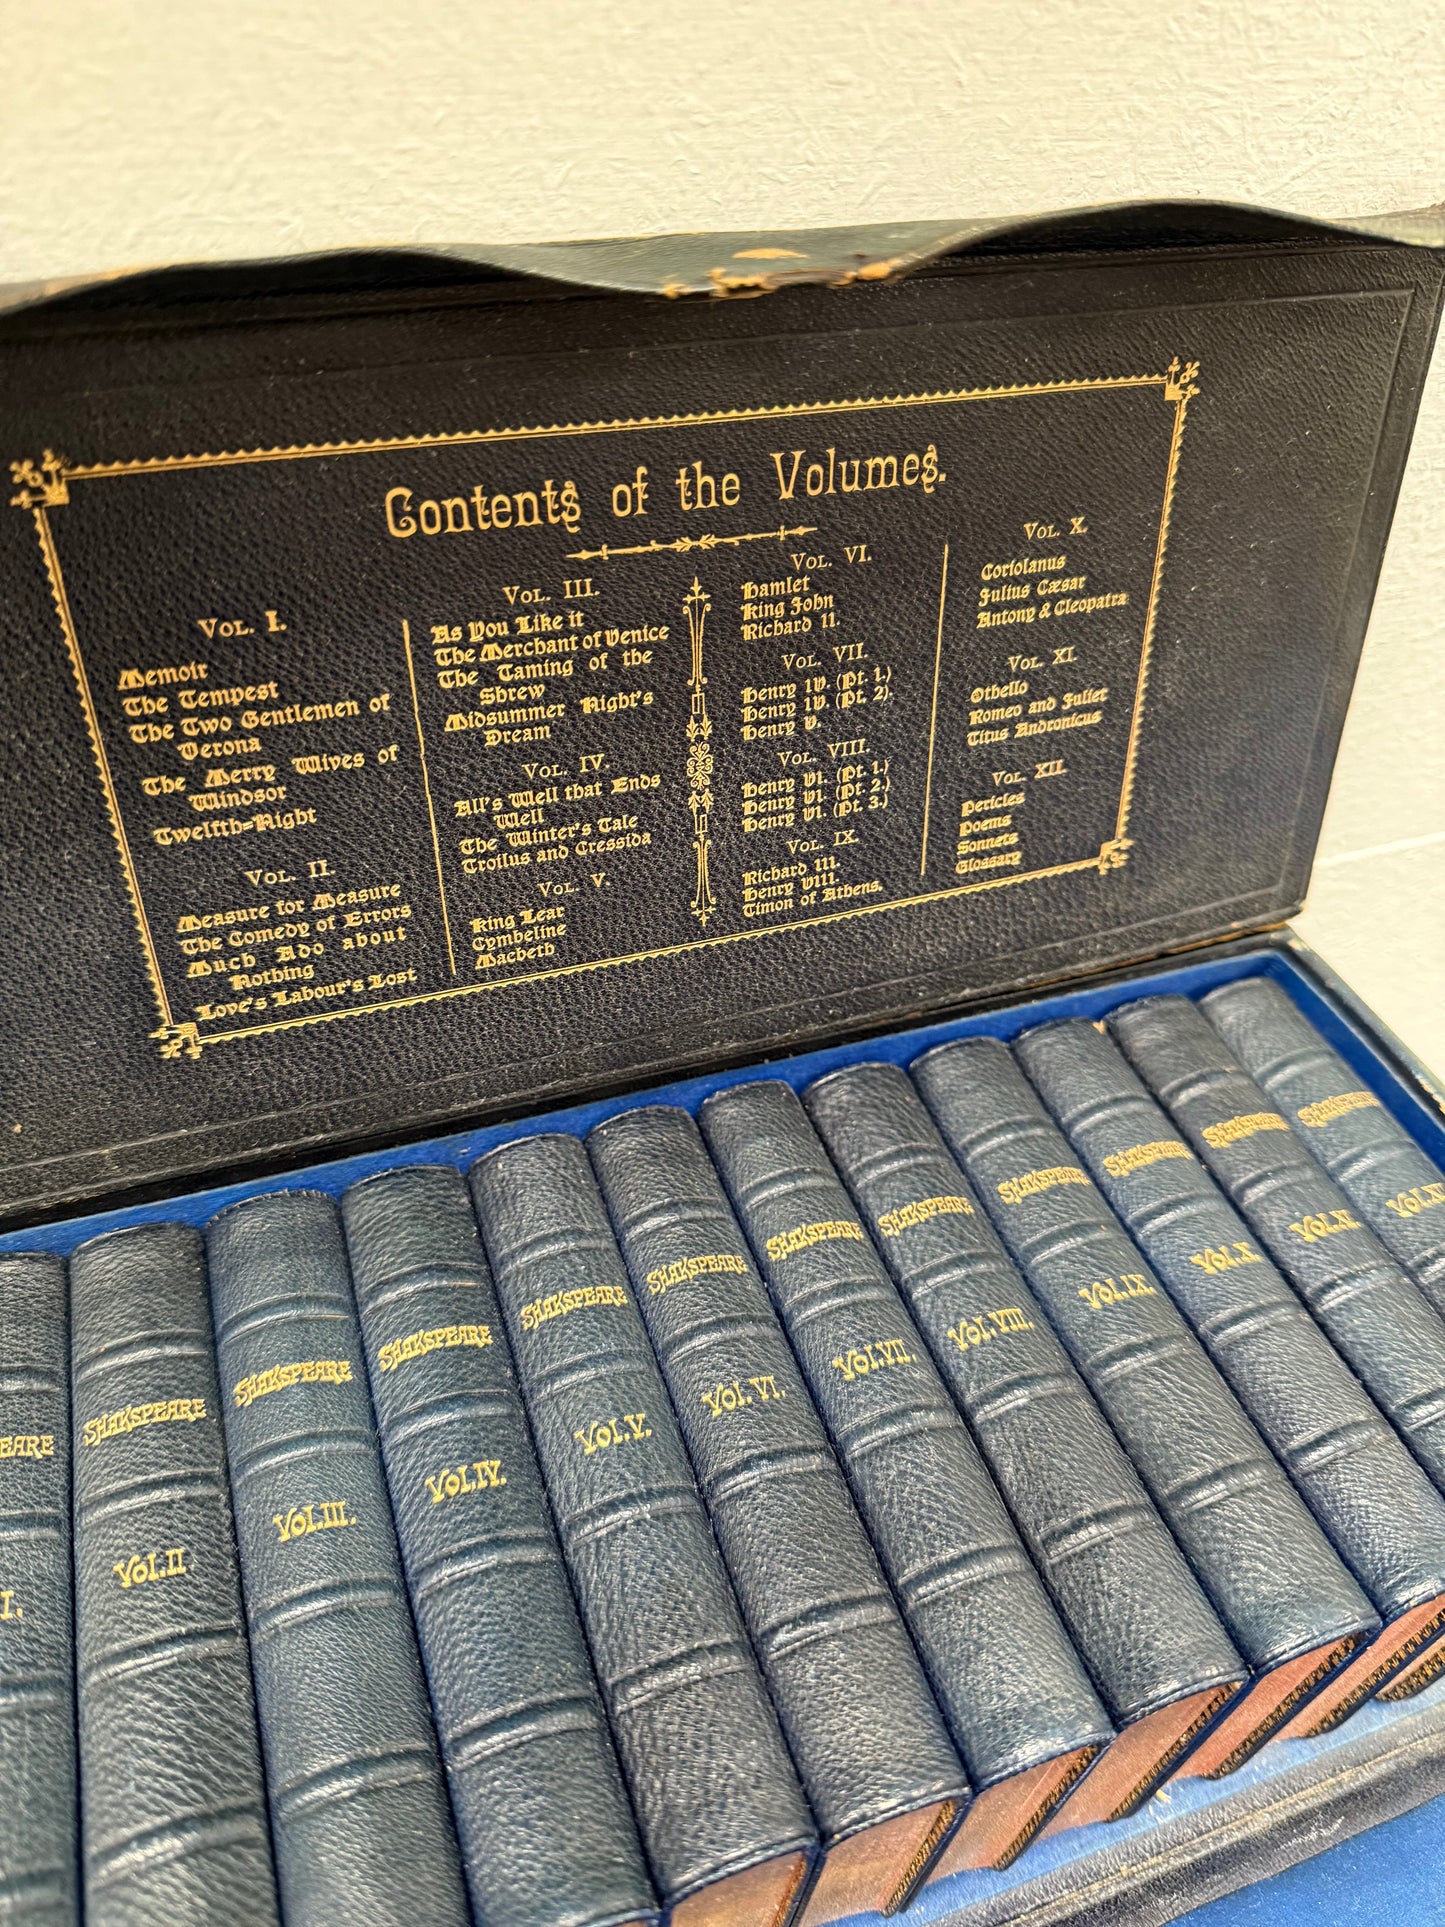 Contents of the Volumes.
VOL. I.
Memoir
The Tempest
The Two Gentlemen of
Verona
The Merry Wives of
Windsor
Twelfth=Night
VOL. II.
Measure for Measure
The Comedy of Errors
Much Ado about
Nothing
Love's Labour's Lost
VOL. III.
As You Like it
The Merchant of Venice
The Taming of the
Shrew
Midsummer Night's
Dream
VOL. IV.
All's Well that Ends
Well
The Winter's Tale
Troilus and Cressida
VOL. V.
King Lear
Cymbeline
Macbeth
VOL. VI.
Hamlet
King John
Richard II.
VOL. VII.
Henry IV. (Pt. 1.)
Henry IV. (Pt. 2).
Henry V.
VOL. VIII.
Henry VI. (Pt. 1.)
Henry VI. (Pt. 2.)
Henry VI. (Pt. 3.)
VOL. IX.
Richard III.
Henry VIII.
Timon of Athens.
VOL. X.
Coriolanus
Julius Cæsar
Antony & Cleopatra
VOL. XI.
Othello
Romeo and Juliet
Titus Andronicus
VOL. XII.
Pericles
Poems
Sonnets
Glossary
EARE
I.
SHAKSPEARE
VOL.II
SHAKSPEARE
VOL.III.
SHAKSPEARE
VOL.IV.
SHAKSPEARE
VOL.V.
SHAKSPEARE
VOL.VI.
SHAKSPEARE
VOL.VII.
SHAKSPEARE
VOL.VIII.
SHAKSPEARE
VOL.IX.
SHAKSPEARE
VOL.X.
SHAKSPEARE
VOL.XI.
SHAKSPEARE